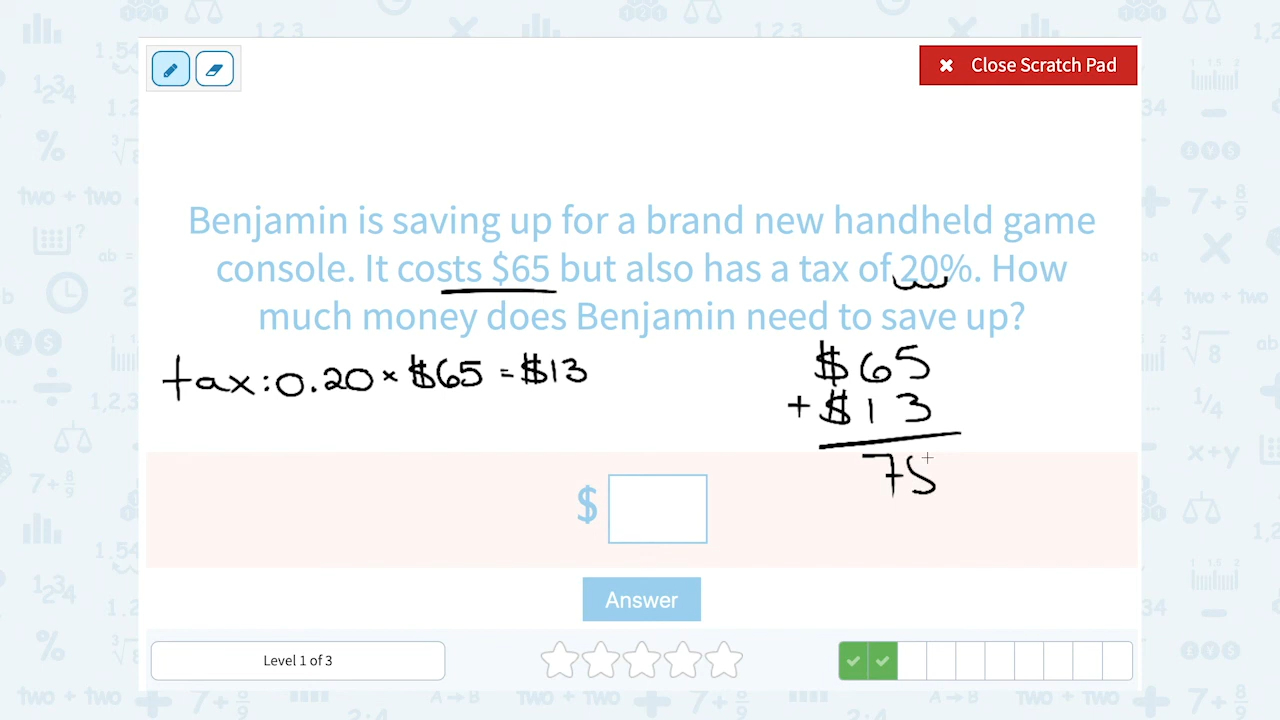 Close Scratch Pad
Benjamin is saving up for a brand new handheld game
console. It costs $65 but also has a tax of 20%. How
much money does Benjamin need to save up?
tax: 0.20 × $65 = $13
$65
+ $13
7
$
Answer
Level 1 of 3